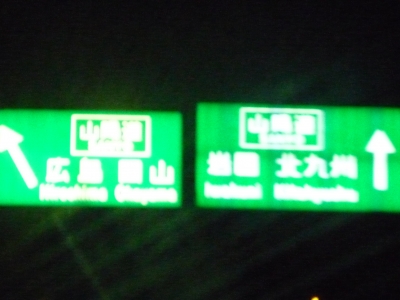 山陽道
広島 岡山
Hiroshima Okayama
山陽道
岩国 北九州
Iwakuni Kitakyushu